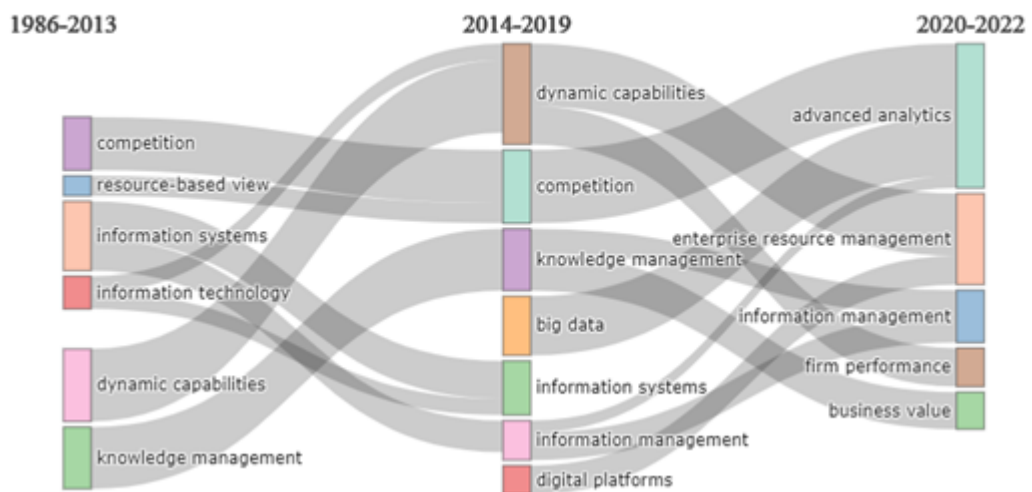 1986-2013
2014-2019
2020-2022
competition
resource-based view
information systems
information technology
dynamic capabilities
knowledge management
dynamic capabilities
competition
knowledge management
big data
information systems
information management
digital platforms
advanced analytics
enterprise resource management
information management
firm performance
business value